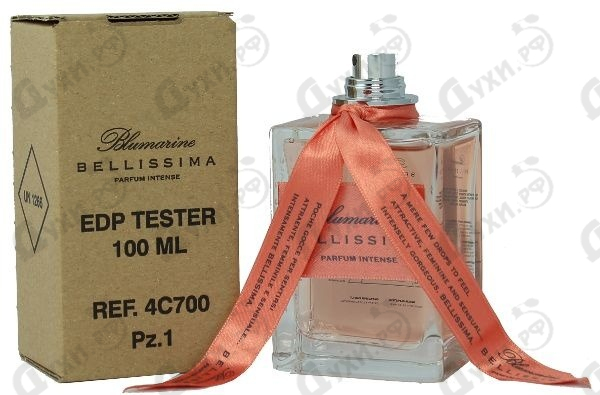 Blumarine
BELLISSIMA
PARFUM INTENSE
EDP TESTER
100 ML
REF. 4C700
Pz.1
UN 1266
Blumarine
BELLISSIM
PARFUM INTENSE
POCHE GOCCE PER SENTIRSI
ATTRAENTE, FEMMINILE E SENSUALE...
INTENSAMENTE BELLISSIMA.
A MERE FEW DROPS TO FEEL
ATTRACTIVE, FEMININE AND SENSUAL...
INTENSELY GORGEOUS. BELLISSIMA.
Духи.рф